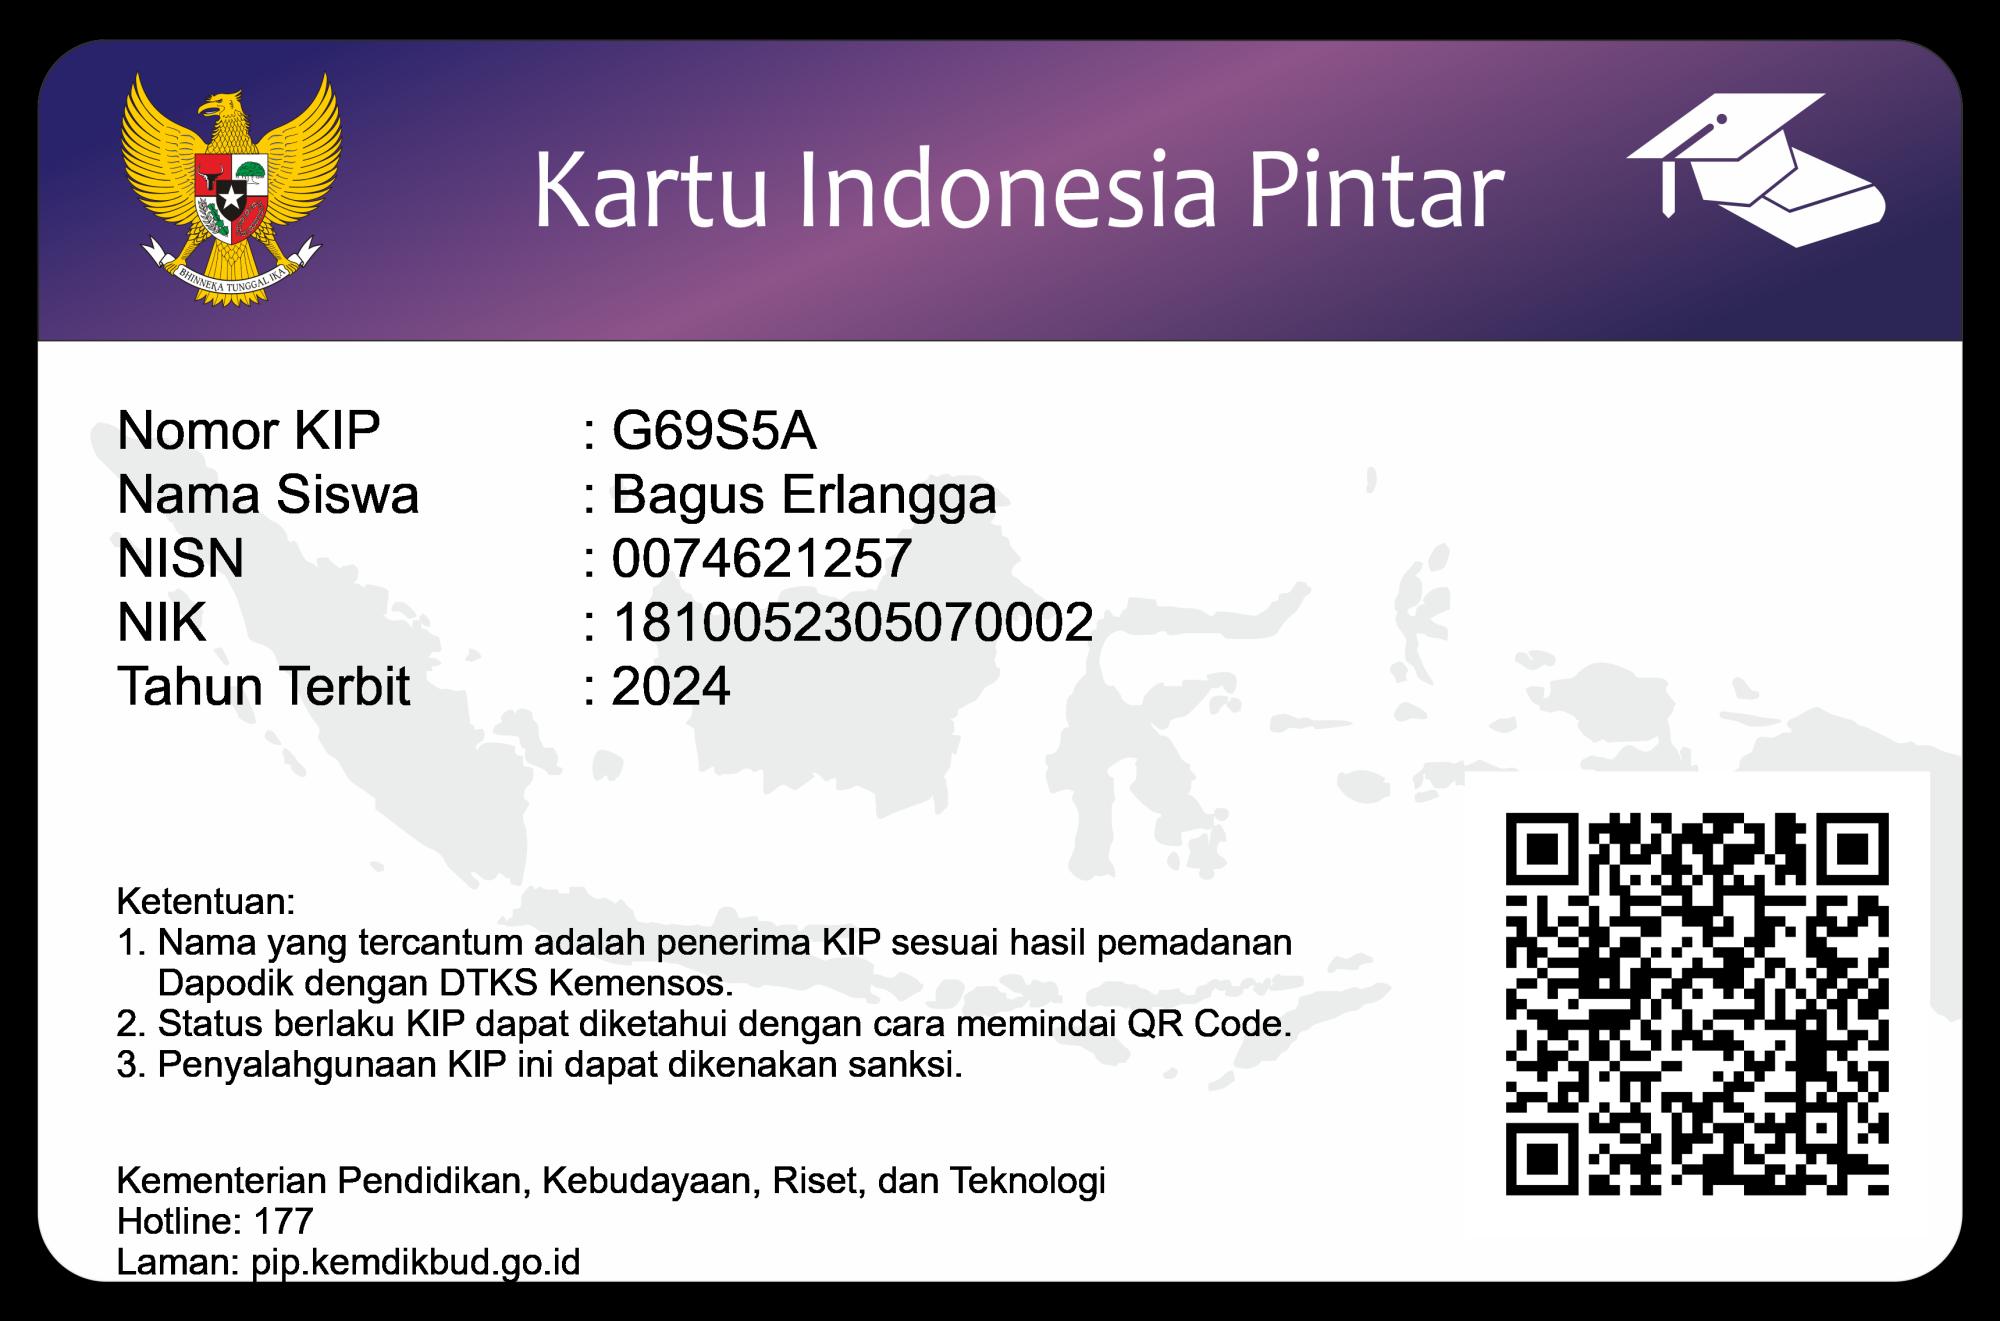 BHINNEKA TUNGGAL IKA
Kartu Indonesia Pintar
Nomor KIP : G69S5A
Nama Siswa : Bagus Erlangga
NISN : 0074621257
NIK : 1810052305070002
Tahun Terbit : 2024
Ketentuan:
1. Nama yang tercantum adalah penerima KIP sesuai hasil pemadanan
Dapodik dengan DTKS Kemensos.
2. Status berlaku KIP dapat diketahui dengan cara memindai QR Code.
3. Penyalahgunaan KIP ini dapat dikenakan sanksi.
Kementerian Pendidikan, Kebudayaan, Riset, dan Teknologi
Hotline: 177
Laman: pip.kemdikbud.go.id